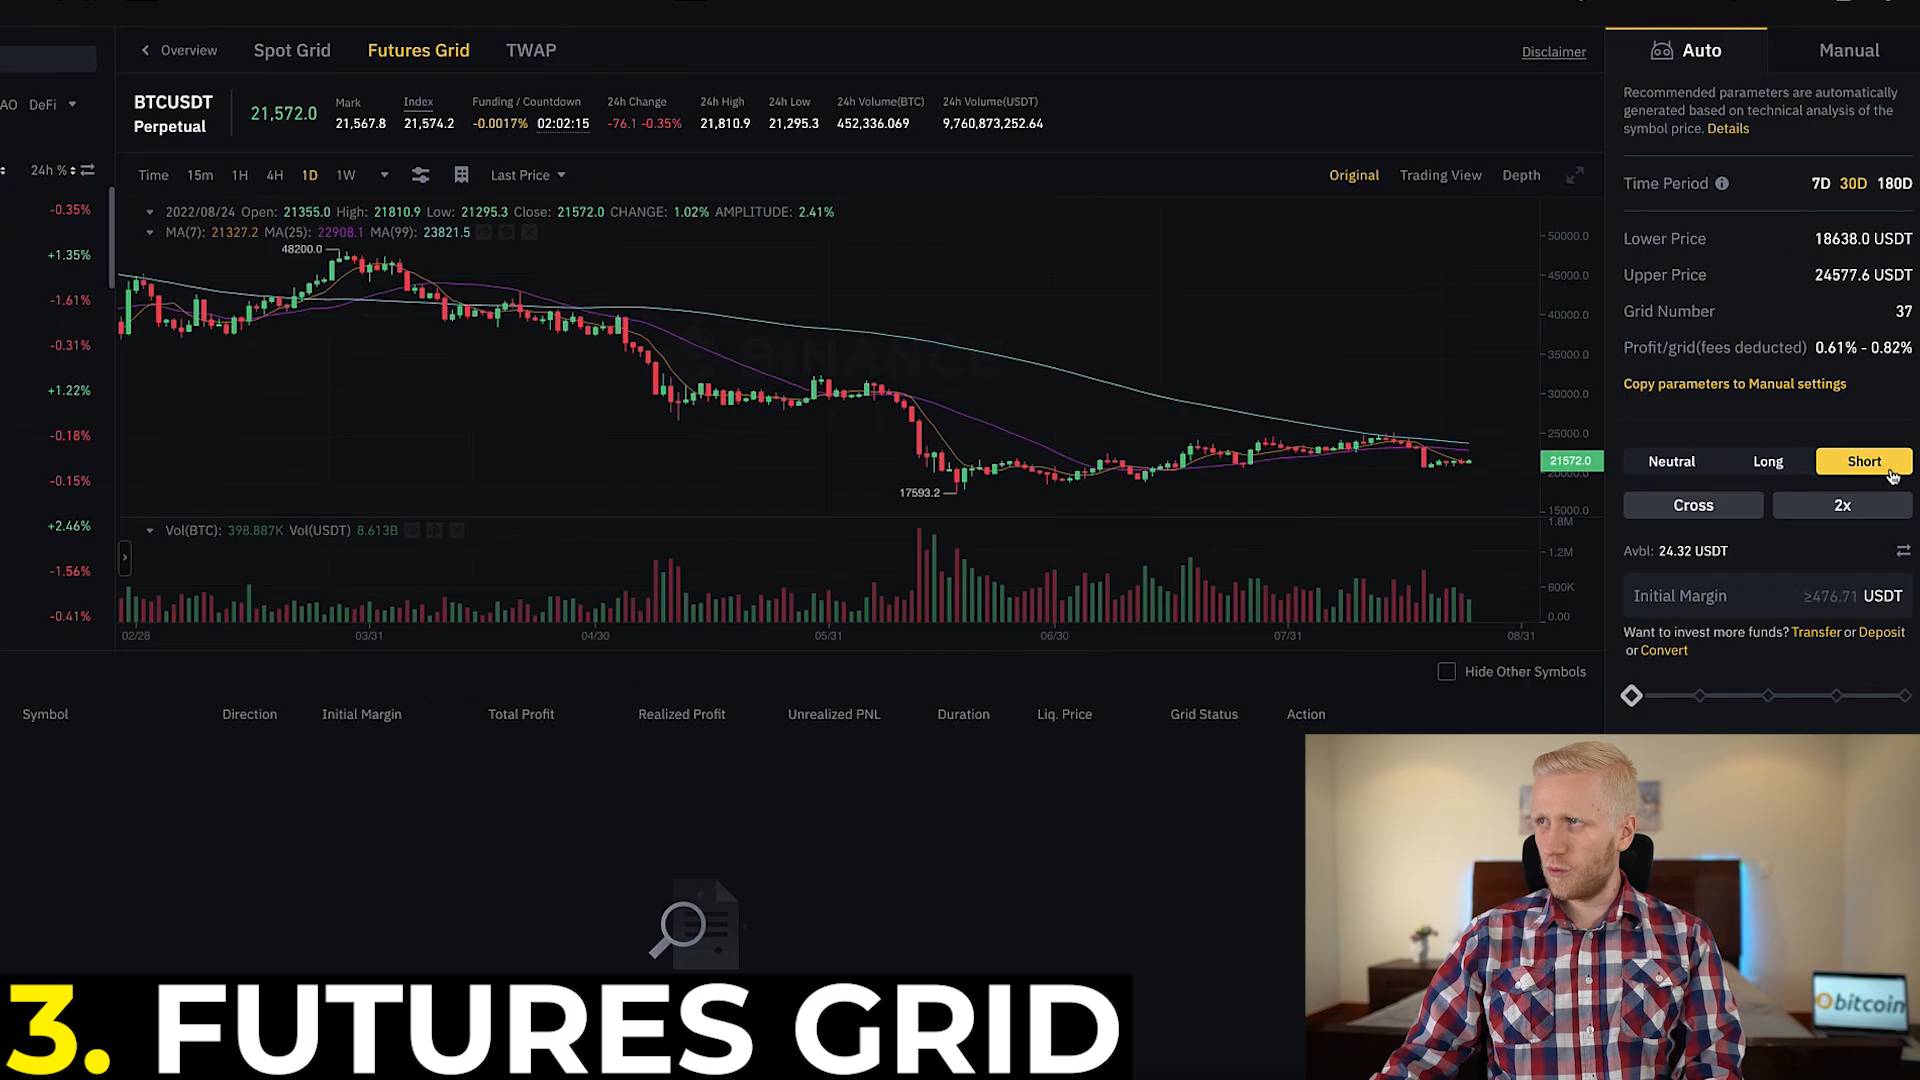 Overview Spot Grid Futures Grid TWAP Disclaimer
Auto Manual
AO DeFi
BTCUSDT
Perpetual
21,572.0
Mark
21,567.8
Index
21,574.2
Funding / Countdown
-0.0017% 02:02:15
24h Change
-76.1 -0.35%
24h High
21,810.9
24h Low
21,295.3
24h Volume(BTC)
452,336.069
24h Volume(USDT)
9,760,873,252.64
24h %
-0.35%
+1.35%
-1.61%
-0.31%
+1.22%
-0.18%
-0.15%
+2.46%
-1.56%
-0.41%
Time 15m 1H 4H 1D 1W Last Price Original Trading View Depth
2022/08/24 Open: 21355.0 High: 21810.9 Low: 21295.3 Close: 21572.0 CHANGE: 1.02% AMPLITUDE: 2.41%
MA(7): 21327.2 MA(25): 22908.1 MA(99): 23821.5
48200.0
BINANCE
17593.2
50000.0
45000.0
40000.0
35000.0
30000.0
25000.0
21572.0
20000.0
15000.0
Vol(BTC): 398.887K Vol(USDT) 8.613B
1.8M
1.2M
600K
0.00
02/28 03/31 04/30 05/31 06/30 07/31 08/31
Hide Other Symbols
Symbol Direction Initial Margin Total Profit Realized Profit Unrealized PNL Duration Liq. Price Grid Status Action
Recommended parameters are automatically
generated based on technical analysis of the
symbol price. Details
Time Period 7D 30D 180D
Lower Price 18638.0 USDT
Upper Price 24577.6 USDT
Grid Number 37
Profit/grid(fees deducted) 0.61% - 0.82%
Copy parameters to Manual settings
Neutral Long Short
Cross 2x
Avbl: 24.32 USDT
Initial Margin ≥476.71 USDT
Want to invest more funds? Transfer or Deposit
or Convert
bitcoin
3. FUTURES GRID